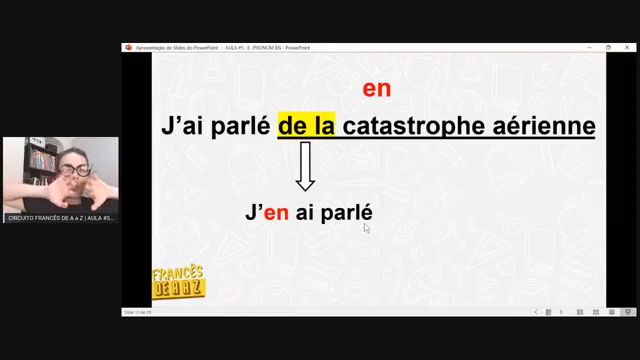 Apresentação de Slides do PowerPoint - AULA #5 -E- PRONOM EN - PowerPoint
en
J'ai parlé de la catastrophe aérienne
J'en ai parlé
CIRCUITO FRANCÊS DE A a Z | AULA #5...
FRANCÊS
DE A A Z